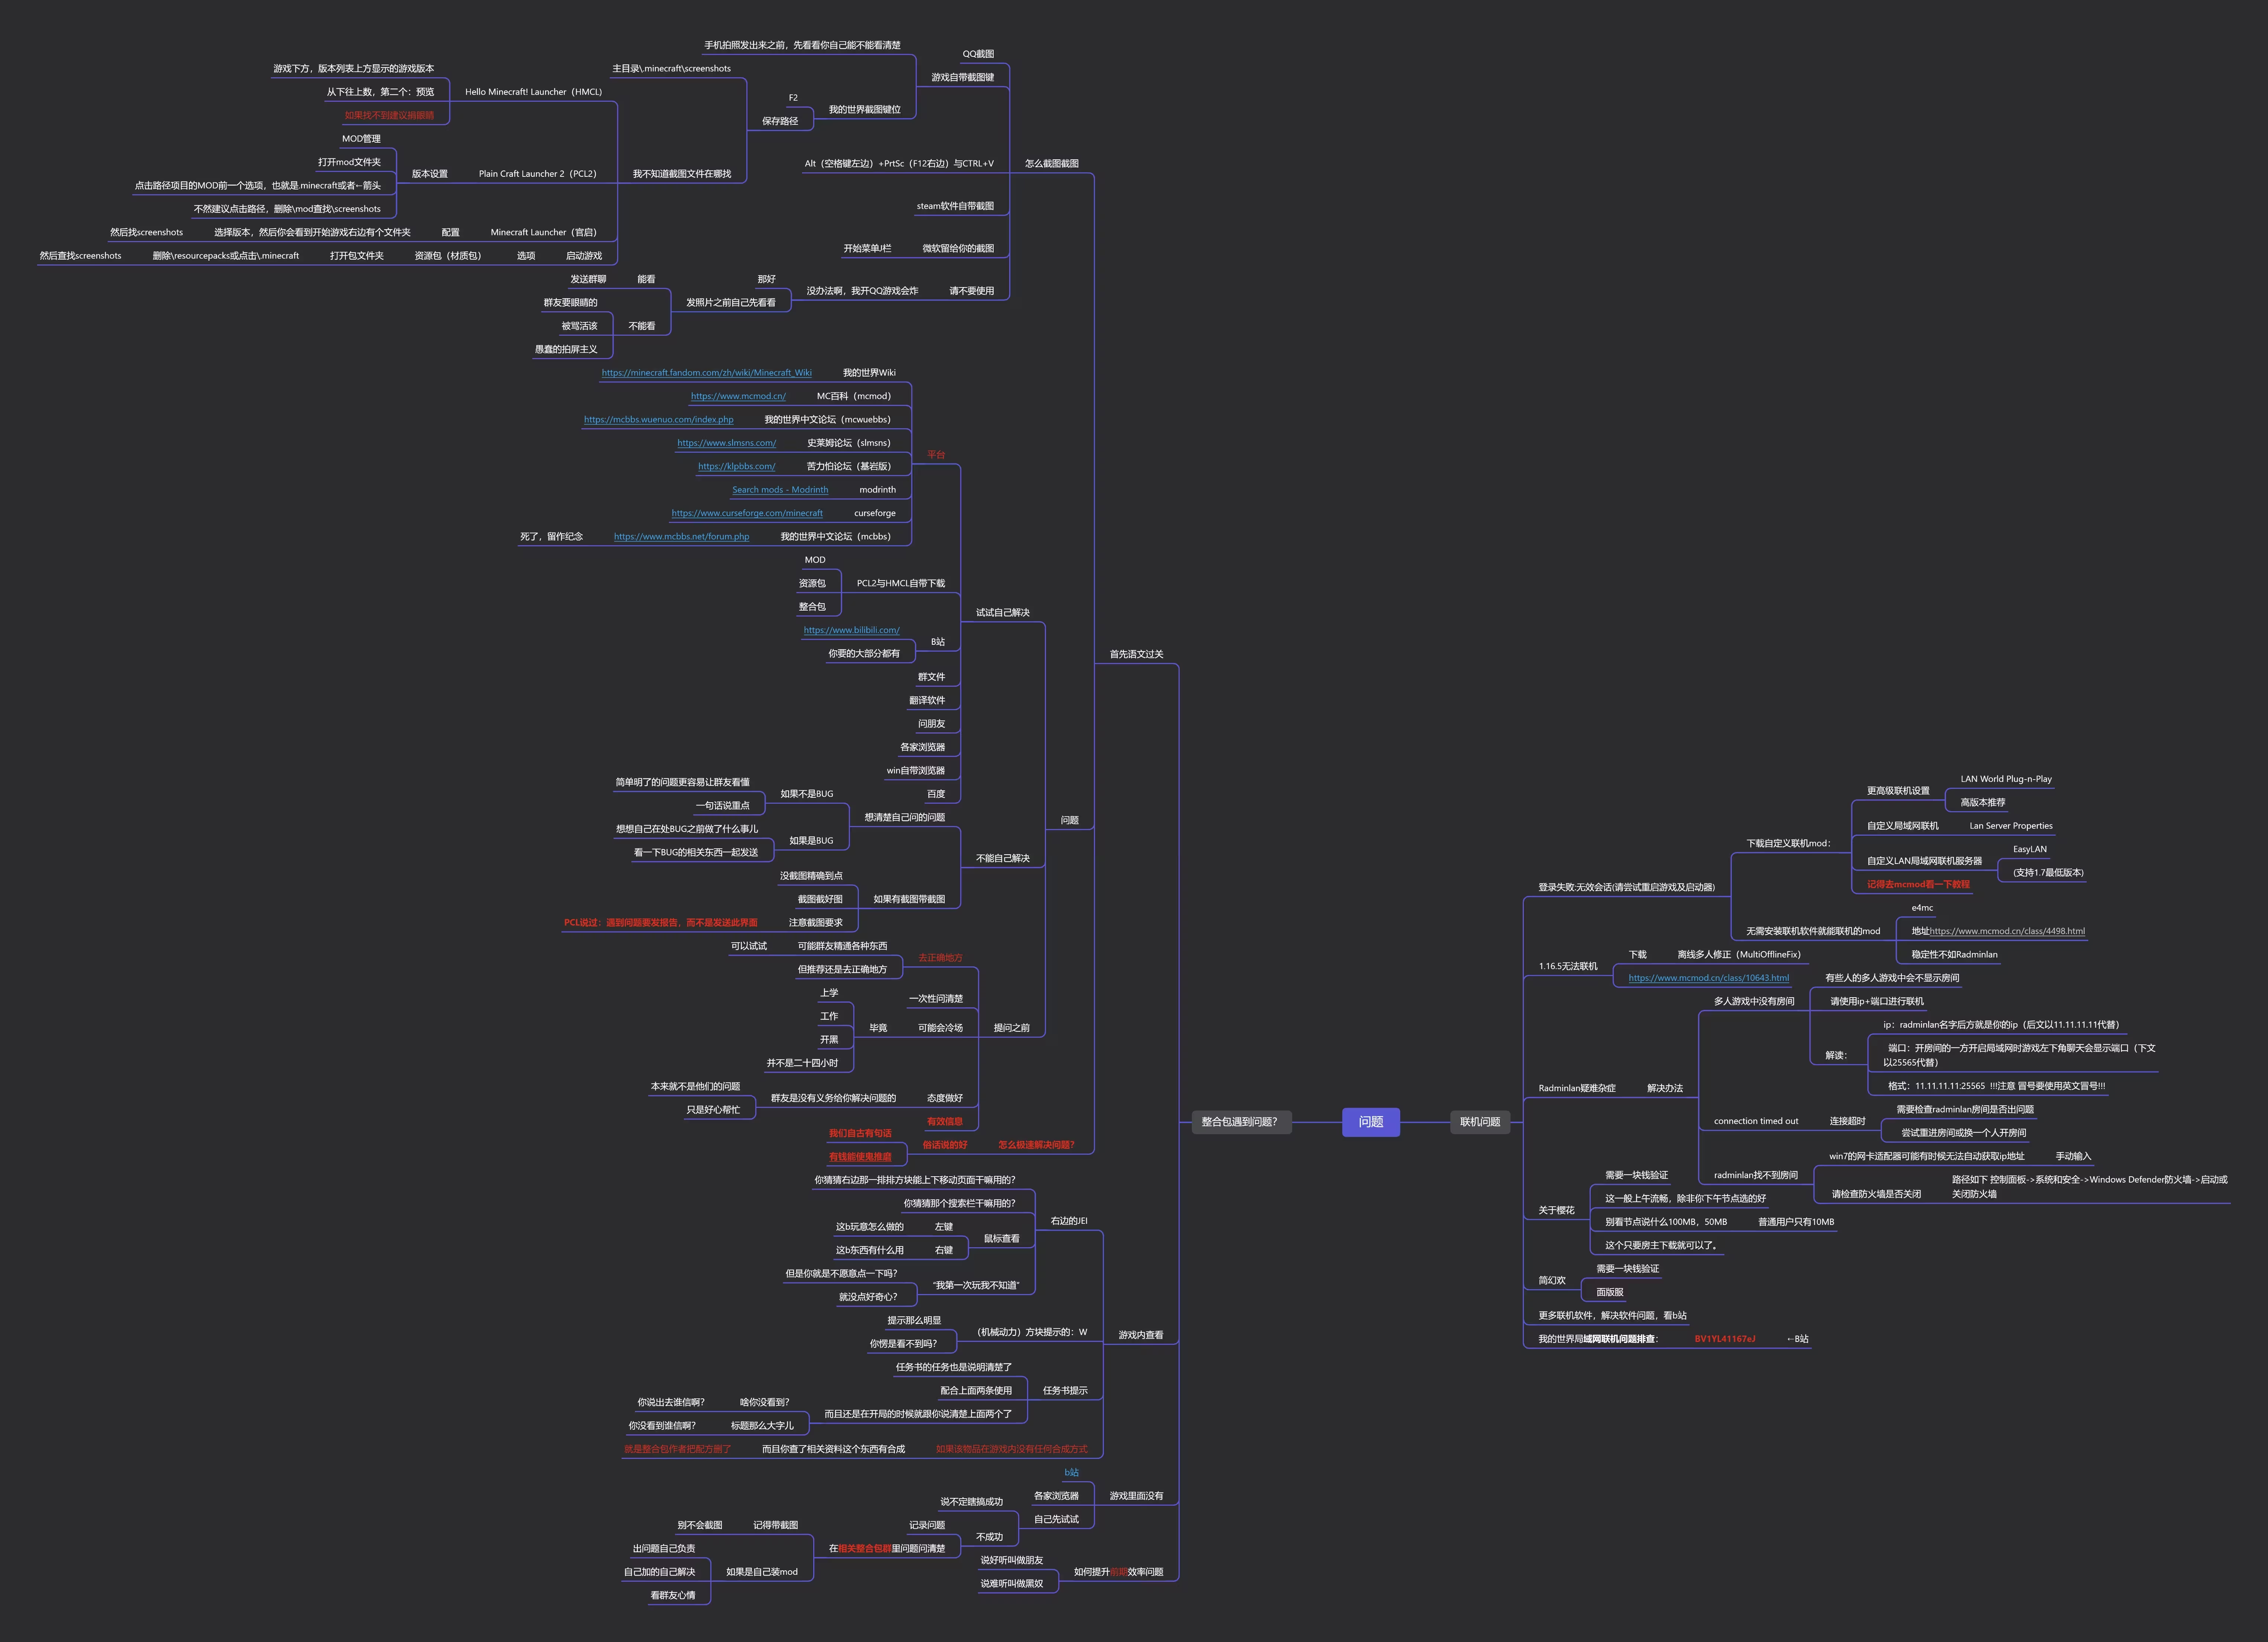 问题
整合包遇到问题？
首先语文过关
怎么截图截图
QQ截图
游戏自带截图键
手机拍照发出来之前，先看看你自己能不能看清楚
我的世界截图键位
F2
保存路径
主目录\.minecraft\screenshots
我不知道截图文件在哪找
Hello Minecraft! Launcher（HMCL）
游戏下方，版本列表上方显示的游戏版本
从下往上数，第二个：预览
如果找不到建议捐眼睛
Plain Craft Launcher 2（PCL2）
版本设置
MOD管理
打开mod文件夹
点击路径项目的MOD前一个选项，也就是.minecraft或者←箭头
不然建议点击路径，删除\mod查找\screenshots
Minecraft Launcher（官启）
配置
选择版本，然后你会看到开始游戏右边有个文件夹
然后找screenshots
启动游戏
选项
资源包（材质包）
打开包文件夹
删除\resourcepacks或点击\.minecraft
然后查找screenshots
Alt（空格键左边）+PrtSc（F12右边）与CTRL+V
steam软件自带截图
微软留给你的截图
开始菜单J栏
请不要使用
没办法啊，我开QQ游戏会炸
那好
发照片之前自己先看看
能看
发送群聊
不能看
群友要眼睛的
被骂活该
愚蠢的拍屏主义
问题
试试自己解决
平台
我的世界Wiki
https://minecraft.fandom.com/zh/wiki/Minecraft_Wiki
MC百科（mcmod）
https://www.mcmod.cn/
我的世界中文论坛（mcwuebbs）
https://mcbbs.wuenuo.com/index.php
史莱姆论坛（slmsns）
https://www.slmsns.com/
苦力怕论坛（基岩版）
https://klpbbs.com/
modrinth
Search mods - Modrinth
curseforge
https://www.curseforge.com/minecraft
我的世界中文论坛（mcbbs）
https://www.mcbbs.net/forum.php
死了，留作纪念
PCL2与HMCL自带下载
MOD
资源包
整合包
B站
https://www.bilibili.com/
你要的大部分都有
群文件
翻译软件
问朋友
各家浏览器
win自带浏览器
百度
不能自己解决
想清楚自己问的问题
如果不是BUG
简单明了的问题更容易让群友看懂
一句话说重点
如果是BUG
想想自己在处BUG之前做了什么事儿
看一下BUG的相关东西一起发送
如果有截图带截图
没截图精确到点
截图截好图
注意截图要求
PCL说过：遇到问题要发报告，而不是发送此界面
提问之前
去正确地方
可能群友精通各种东西
可以试试
但推荐还是去正确地方
一次性问清楚
可能会冷场
毕竟
上学
工作
开黑
并不是二十四小时
态度做好
群友是没有义务给你解决问题的
本来就不是他们的问题
只是好心帮忙
有效信息
怎么极速解决问题？
俗话说的好
我们自古有句话
有钱能使鬼推磨
游戏内查看
右边的JEI
你猜猜右边那一排排方块能上下移动页面干嘛用的？
你猜猜那个搜索栏干嘛用的？
鼠标查看
左键
这b玩意怎么做的
右键
这b东西有什么用
"我第一次玩我不知道"
但是你就是不愿意点一下吗？
就没点好奇心？
（机械动力）方块提示的：W
提示那么明显
你愣是看不到吗？
任务书提示
任务书的任务也是说明清楚了
配合上面两条使用
而且还是在开局的时候就跟你说清楚上面两个了
啥你没看到？
你说出去谁信啊？
标题那么大字儿
你没看到谁信啊？
如果该物品在游戏内没有任何合成方式
而且你查了相关资料这个东西有合成
就是整合包作者把配方删了
游戏里面没有
b站
各家浏览器
自己先试试
说不定瞎搞成功
不成功
记录问题
在相关整合包群里问题问清楚
记得带截图
别不会截图
如果是自己装mod
出问题自己负责
自己加的自己解决
看群友心情
如何提升前期效率问题
说好听叫做朋友
说难听叫做黑奴
联机问题
登录失败:无效会话(请尝试重启游戏及启动器)
下载自定义联机mod：
更高级联机设置
LAN World Plug-n-Play
高版本推荐
自定义局域网联机
Lan Server Properties
自定义LAN局域网联机服务器
EasyLAN
(支持1.7最低版本)
记得去mcmod看一下教程
无需安装联机软件就能联机的mod
e4mc
地址https://www.mcmod.cn/class/4498.html
稳定性不如Radminlan
1.16.5无法联机
下载
离线多人修正（MultiOfflineFix）
https://www.mcmod.cn/class/10643.html
Radminlan疑难杂症
解决办法
多人游戏中没有房间
有些人的多人游戏中会不显示房间
请使用ip+端口进行联机
解读：
ip：radminlan名字后方就是你的ip（后文以11.11.11.11代替）
端口：开房间的一方开启局域网时游戏左下角聊天会显示端口（下文
以25565代替）
格式：11.11.11.11:25565 !!!注意 冒号要使用英文冒号!!!
connection timed out
连接超时
需要检查radminlan房间是否出问题
尝试重进房间或换一个人开房间
radminlan找不到房间
win7的网卡适配器可能有时候无法自动获取ip地址
手动输入
请检查防火墙是否关闭
路径如下 控制面板->系统和安全->Windows Defender防火墙->启动或
关闭防火墙
关于樱花
需要一块钱验证
这一般上午流畅，除非你下午节点选的好
别看节点说什么100MB，50MB
普通用户只有10MB
这个只要房主下载就可以了。
简幻欢
需要一块钱验证
面版服
更多联机软件，解决软件问题，看b站
我的世界局域网联机问题排查：
BV1YL41167eJ
←B站